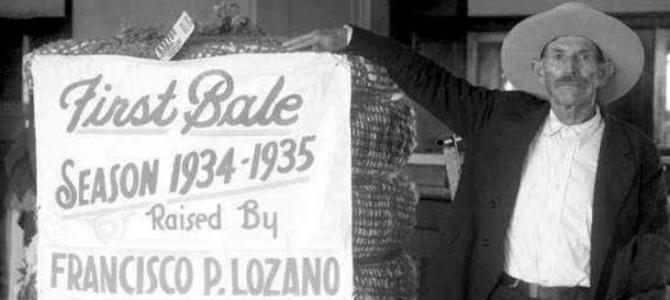 First Bale
SEASON 1934-1935
Raised By
FRANCISCO P. LOZANO